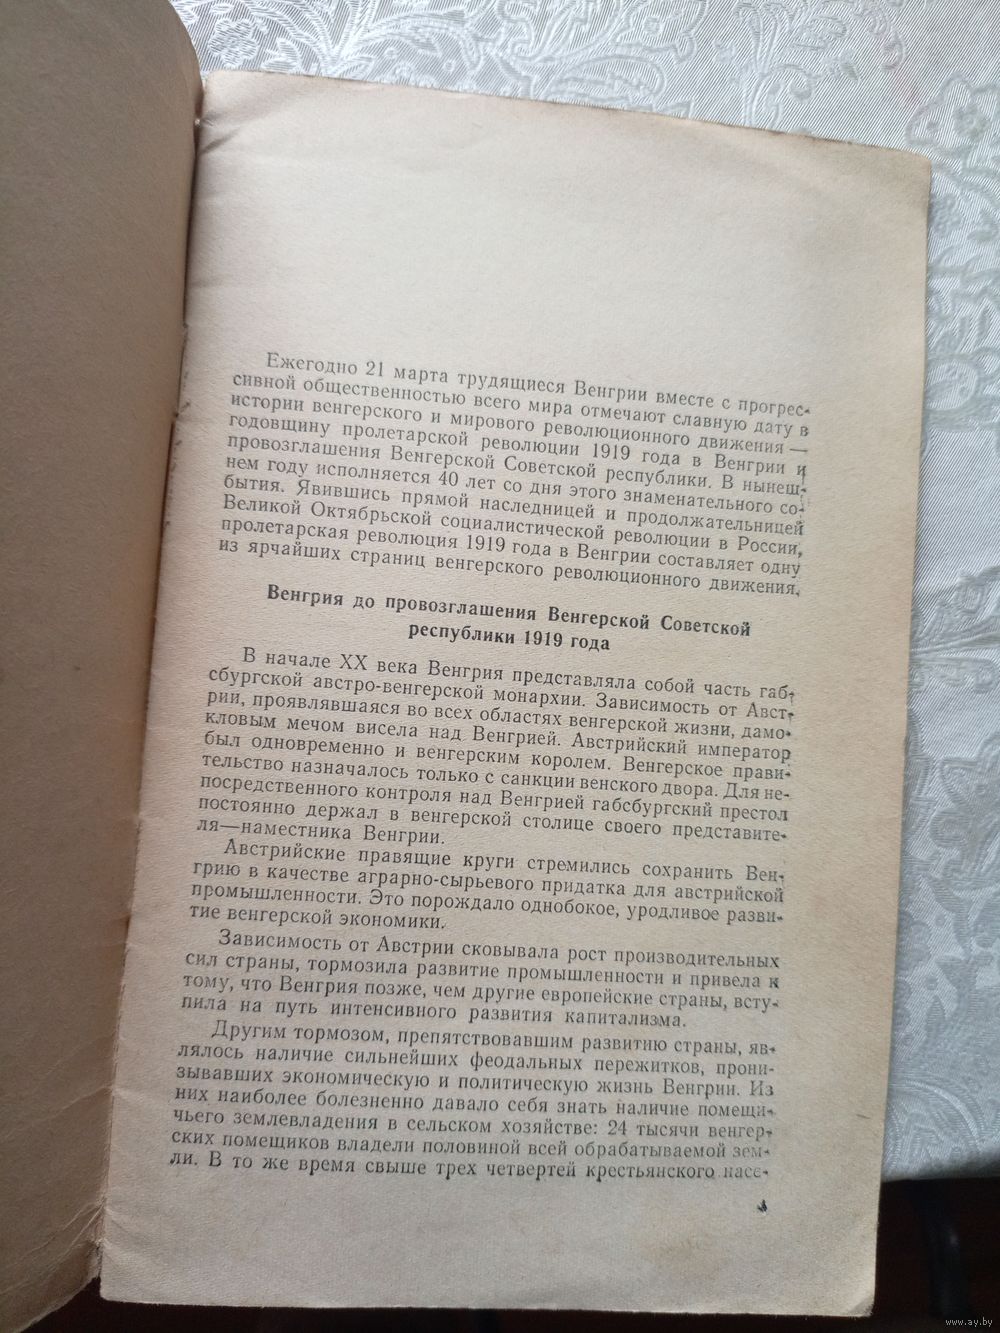 Ежегодно 21 марта трудящиеся Венгрии вместе с прогрес-
сивной общественностью всего мира отмечают славную дату в
истории венгерского и мирового революционного движения —
годовщину пролетарской революции 1919 года в Венгрии и
провозглашения Венгерской Советской республики. В нынеш-
нем году исполняется 40 лет со дня этого знаменательного со-
бытия. Явившись прямой наследницей и продолжательницей
Великой Октябрьской социалистической революции в России,
пролетарская революция 1919 года в Венгрии составляет одну
из ярчайших страниц венгерского революционного движения.
Венгрия до провозглашения Венгерской Советской
республики 1919 года
В начале XX века Венгрия представляла собой часть габ-
сбургской австро-венгерской монархии. Зависимость от Авст-
рии, проявлявшаяся во всех областях венгерской жизни, дамо-
кловым мечом висела над Венгрией. Австрийский император
был одновременно и венгерским королем. Венгерское прави-
тельство назначалось только с санкции венского двора. Для не-
посредственного контроля над Венгрией габсбургский престол
постоянно держал в венгерской столице своего представите-
ля—наместника Венгрии.
Австрийские правящие круги стремились сохранить Вен-
грию в качестве аграрно-сырьевого придатка для австрийской
промышленности. Это порождало однобокое, уродливое разви-
тие венгерской экономики.
Зависимость от Австрии сковывала рост производительных
сил страны, тормозила развитие промышленности и привела к
тому, что Венгрия позже, чем другие европейские страны, всту-
пила на путь интенсивного развития капитализма.
Другим тормозом, препятствовавшим развитию страны, яв-
лялось наличие сильнейших феодальных пережитков, прони-
зывавших экономическую и политическую жизнь Венгрии. Из
них наиболее болезненно давало себя знать наличие помещи-
чьего землевладения в сельском хозяйстве: 24 тысячи венгер-
ских помещиков владели половиной всей обрабатываемой зем-
ли. В то же время свыше трех четвертей крестьянского насе-
www.ay.by